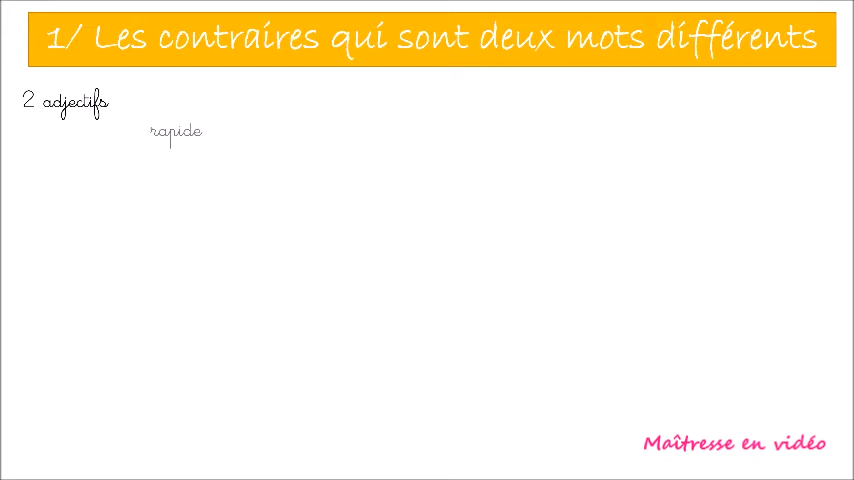 1/ Les contraires qui sont deux mots différents
2 adjectifs
rapide
Maîtresse en vidéo